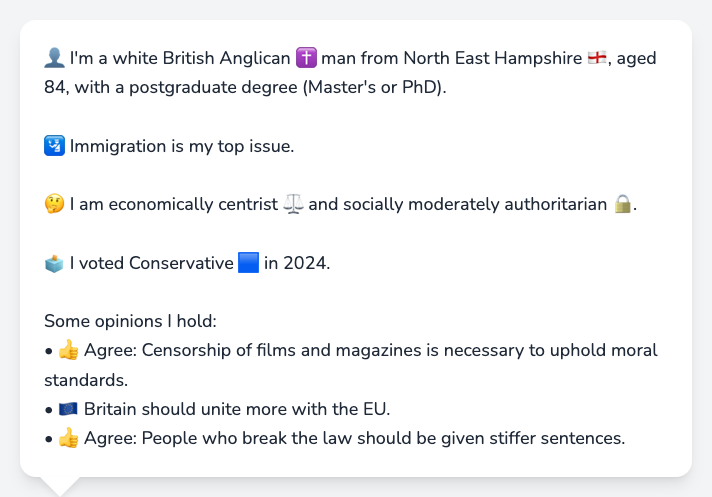 👤 I'm a white British Anglican ✝️ man from North East Hampshire 🏴󠁧󠁢󠁥󠁮󠁧󠁿, aged
84, with a postgraduate degree (Master's or PhD).
🛂 Immigration is my top issue.
🤔 I am economically centrist ⚖️ and socially moderately authoritarian 🔒.
🗳️ I voted Conservative 🟦 in 2024.
Some opinions I hold:
• 👍 Agree: Censorship of films and magazines is necessary to uphold moral
standards.
• 🇪🇺 Britain should unite more with the EU.
• 👍 Agree: People who break the law should be given stiffer sentences.